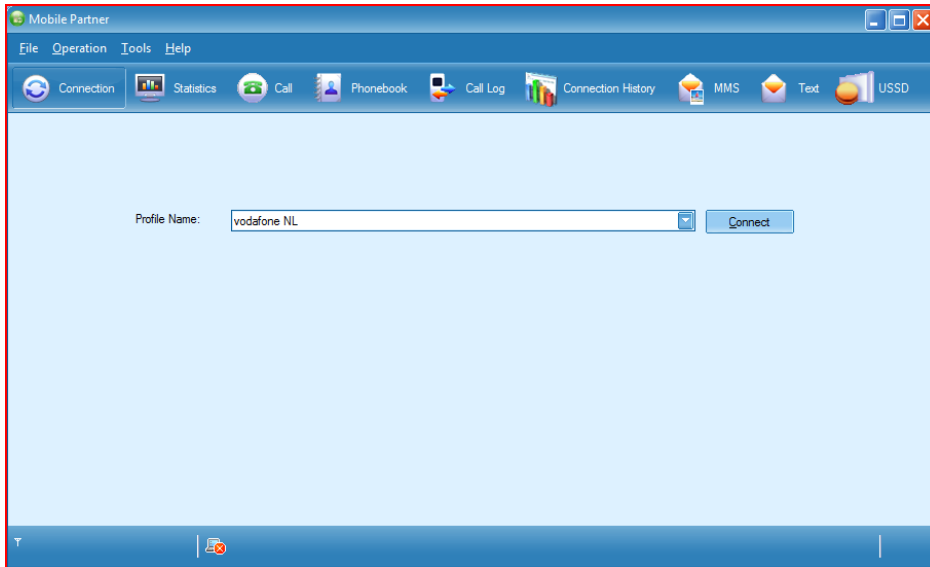 Mobile Partner
File Operation Tools Help
Connection Statistics Call Phonebook Call Log Connection History MMS Text USSD
Profile Name: vodafone NL Connect